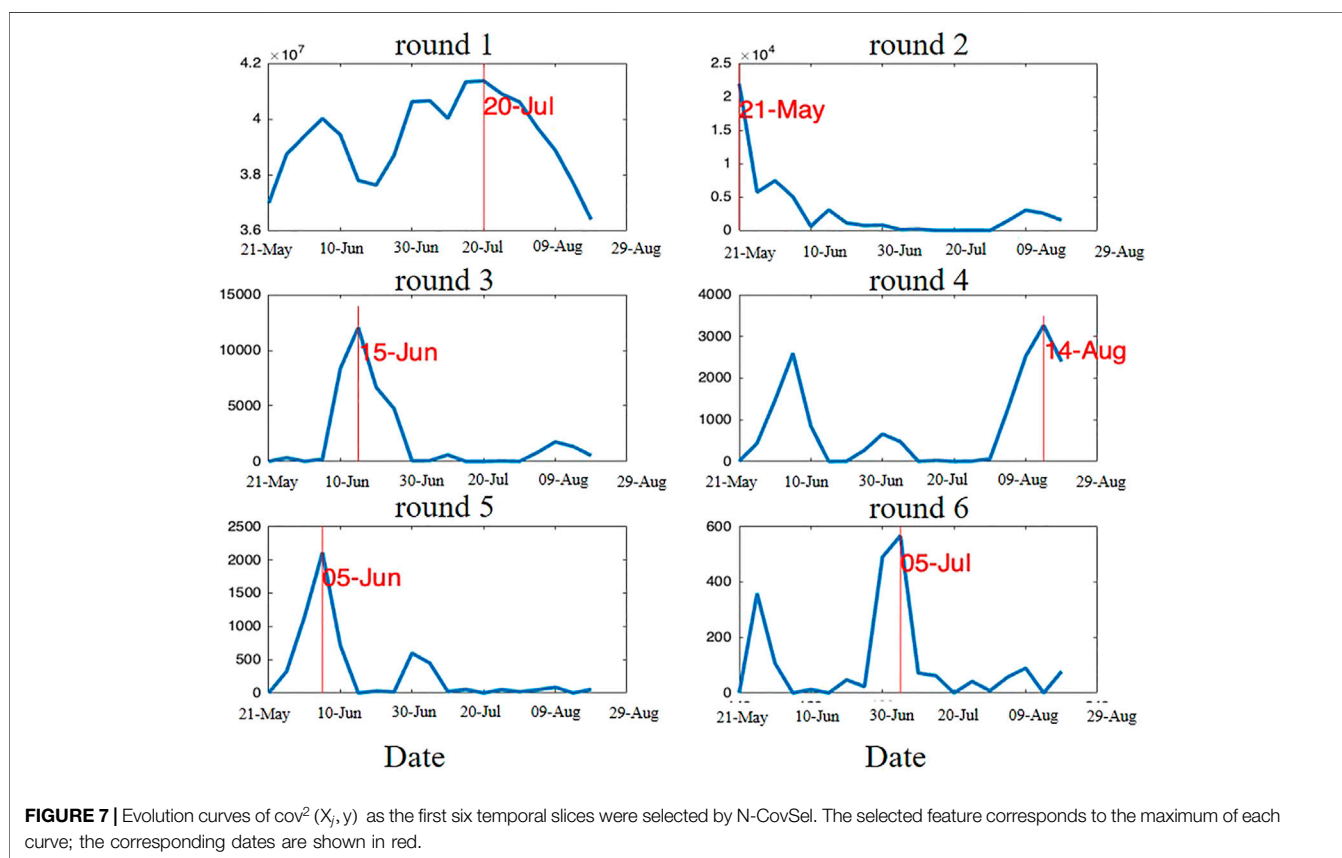 round 1
×10⁷
4.2
4
3.8
3.6
20-Jul
21-May 10-Jun 30-Jun 20-Jul 09-Aug 29-Aug
round 2
×10⁴
2.5
2
1.5
1
0.5
0
21-May
21-May 10-Jun 30-Jun 20-Jul 09-Aug 29-Aug
round 3
15000
10000
5000
0
15-Jun
21-May 10-Jun 30-Jun 20-Jul 09-Aug 29-Aug
round 4
4000
3000
2000
1000
0
14-Aug
21-May 10-Jun 30-Jun 20-Jul 09-Aug 29-Aug
round 5
2500
2000
1500
1000
500
0
05-Jun
21-May 10-Jun 30-Jun 20-Jul 09-Aug 29-Aug
Date
round 6
600
400
200
0
05-Jul
21-May 10-Jun 30-Jun 20-Jul 09-Aug 29-Aug
Date
FIGURE 7 | Evolution curves of cov² (Xⱼ, y) as the first six temporal slices were selected by N-CovSel. The selected feature corresponds to the maximum of each
curve; the corresponding dates are shown in red.